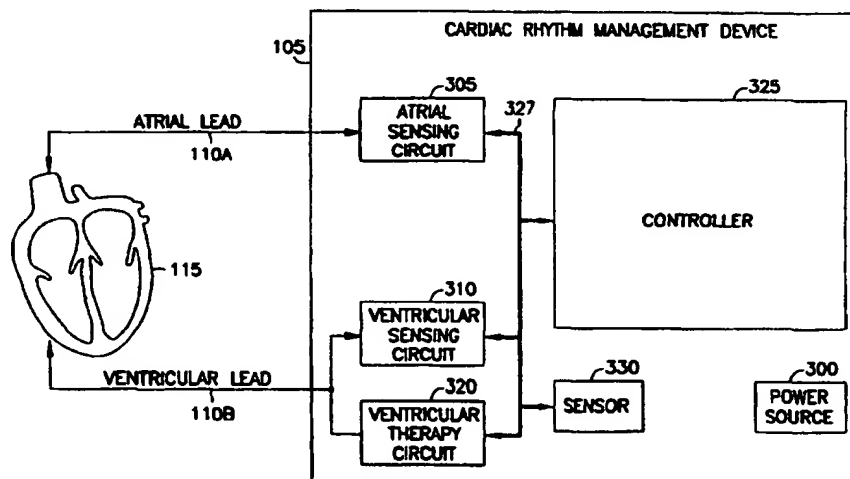 CARDIAC RHYTHM MANAGEMENT DEVICE
105
305
325
ATRIAL LEAD
110A
ATRIAL
SENSING
CIRCUIT
327
CONTROLLER
115
310
VENTRICULAR
SENSING
CIRCUIT
VENTRICULAR LEAD
110B
320
VENTRICULAR
THERAPY
CIRCUIT
330
SENSOR
300
POWER
SOURCE